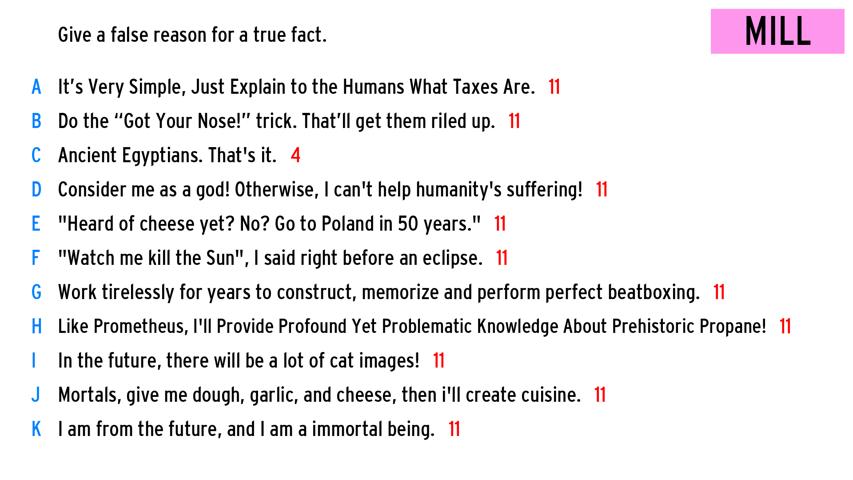 MILL
Give a false reason for a true fact.
A It's Very Simple, Just Explain to the Humans What Taxes Are. 11
B Do the “Got Your Nose!” trick. That'll get them riled up. 11
C Ancient Egyptians. That's it. 4
D Consider me as a god! Otherwise, I can't help humanity's suffering! 11
E "Heard of cheese yet? No? Go to Poland in 50 years." 11
F "Watch me kill the Sun", I said right before an eclipse. 11
G Work tirelessly for years to construct, memorize and perform perfect beatboxing. 11
H Like Prometheus, I'll Provide Profound Yet Problematic Knowledge About Prehistoric Propane! 11
I In the future, there will be a lot of cat images! 11
J Mortals, give me dough, garlic, and cheese, then i'll create cuisine. 11
K I am from the future, and I am a immortal being. 11